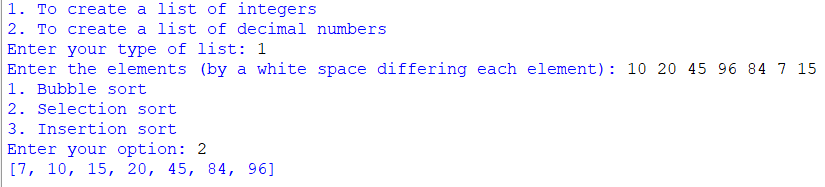 1. To create a list of integers
2. To create a list of decimal numbers
Enter your type of list: 1
Enter the elements (by a white space differing each element): 10 20 45 96 84 7 15
1. Bubble sort
2. Selection sort
3. Insertion sort
Enter your option: 2
[7, 10, 15, 20, 45, 84, 96]